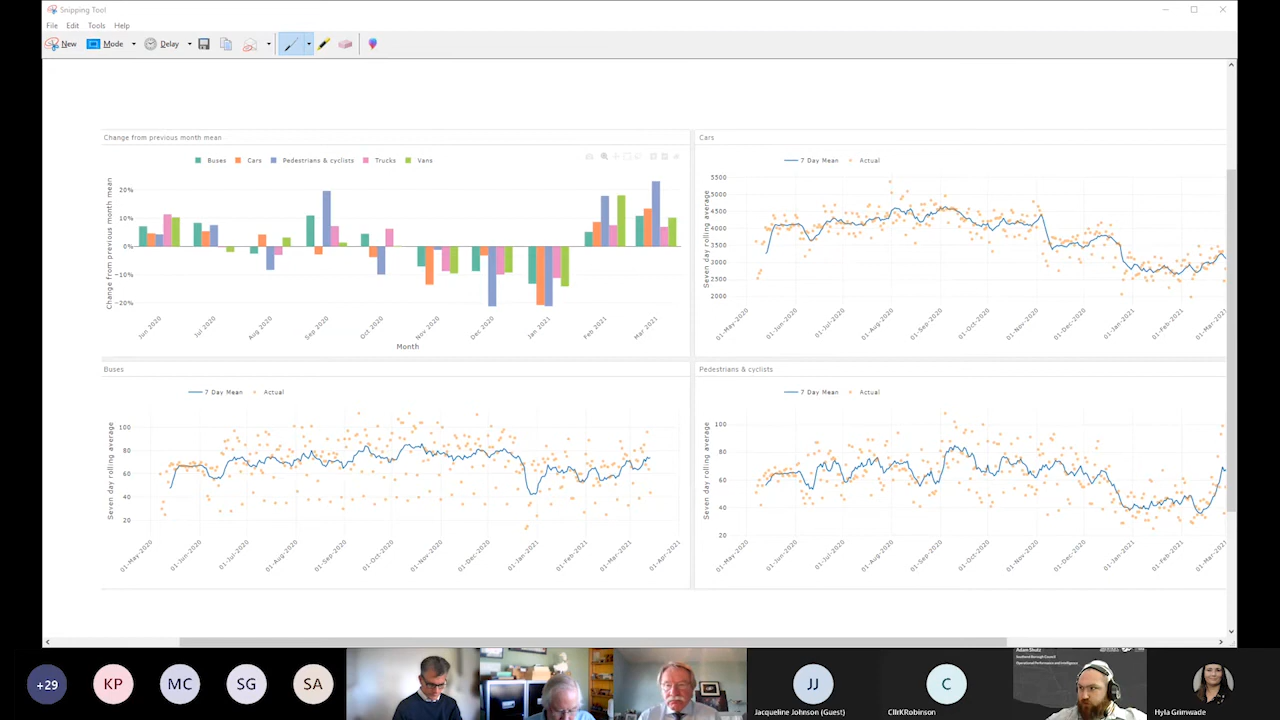 Snipping Tool
File Edit Tools Help
New Mode Delay
Change from previous month mean
Buses Cars Pedestrians & cyclists Trucks Vans
Change from previous month mean
20%
10%
0%
−10%
−20%
Jun 2020 Jul 2020 Aug 2020 Sep 2020 Oct 2020 Nov 2020 Dec 2020 Jan 2021 Feb 2021 Mar 2021
Month
Cars
7 Day Mean Actual
Seven day rolling average
5500
5000
4500
4000
3500
3000
2500
2000
01-May-2020 01-Jun-2020 01-Jul-2020 01-Aug-2020 01-Sep-2020 01-Oct-2020 01-Nov-2020 01-Dec-2020 01-Jan-2021 01-Feb-2021 01-Mar-2021
Buses
7 Day Mean Actual
Seven day rolling average
100
80
60
40
20
01-May-2020 01-Jun-2020 01-Jul-2020 01-Aug-2020 01-Sep-2020 01-Oct-2020 01-Nov-2020 01-Dec-2020 01-Jan-2021 01-Feb-2021 01-Mar-2021 01-Apr-2021
Pedestrians & cyclists
7 Day Mean Actual
Seven day rolling average
100
80
60
40
20
01-May-2020 01-Jun-2020 01-Jul-2020 01-Aug-2020 01-Sep-2020 01-Oct-2020 01-Nov-2020 01-Dec-2020 01-Jan-2021 01-Feb-2021 01-Mar-2021
+29 KP MC SG SA JJ C
Jacqueline Johnson (Guest) CllrKRobinson Hyla Grimwade
Adam Shutz
Southend Borough Council
Operational Performance and Intelligence